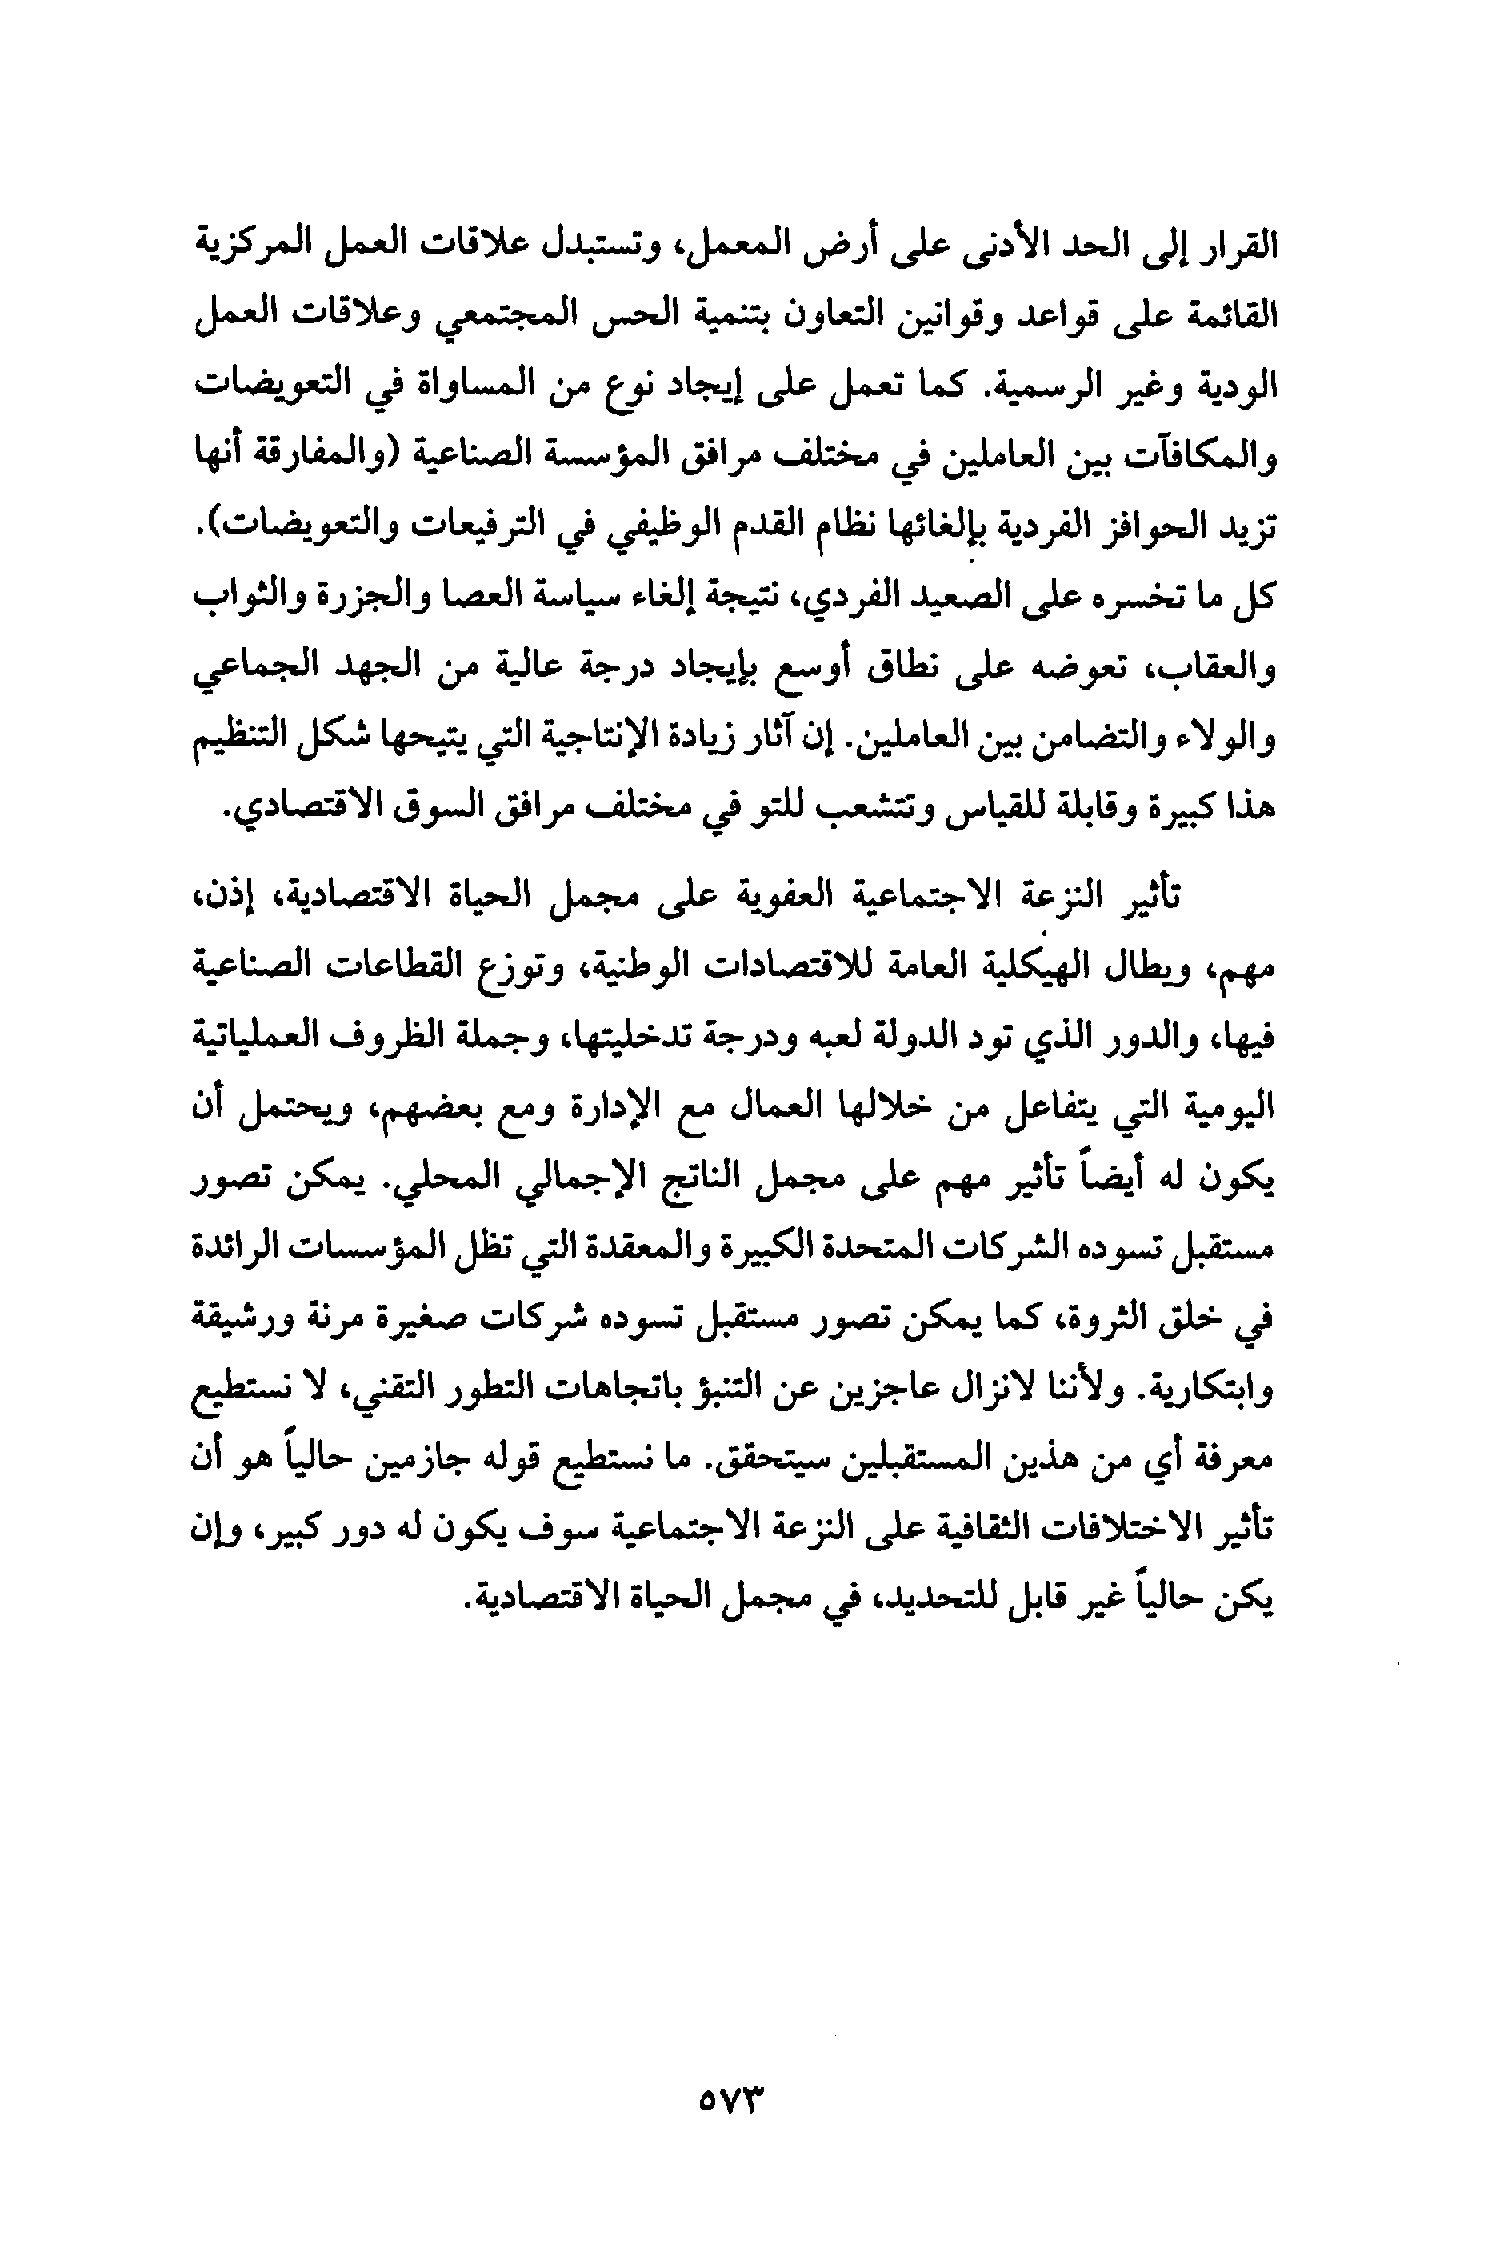 القرار إلى الحد الأدنى على أرض المعمل، وتستبدل علاقات العمل المركزية
القائمة على قواعد وقوانين التعاون بتنمية الحس المجتمعي وعلاقات العمل
الودية وغير الرسمية. كما تعمل على إيجاد نوع من المساواة في التعويضات
والمكافآت بين العاملين في مختلف مرافق المؤسسة الصناعية (والمفارقة أنها
تزيد الحوافز الفردية بإلغائها نظام القدم الوظيفي في الترفيعات والتعويضات).
كل ما تخسره على الصعيد الفردي، نتيجة إلغاء سياسة العصا والجزرة والثواب
والعقاب، تعوضه على نطاق أوسع بإيجاد درجة عالية من الجهد الجماعي
والولاء والتضامن بين العاملين. إن آثار زيادة الإنتاجية التي يتيحها شكل التنظيم
هذا كبيرة وقابلة للقياس وتتشعب للتو في مختلف مرافق السوق الاقتصادي.
تأثير النزعة الاجتماعية العفوية على مجمل الحياة الاقتصادية، إذن،
مهم، ويطال الهيكلية العامة للاقتصادات الوطنية، وتوزع القطاعات الصناعية
فيها، والدور الذي تود الدولة لعبه ودرجة تدخليتها، وجملة الظروف العملياتية
اليومية التي يتفاعل من خلالها العمال مع الإدارة ومع بعضهم، ويحتمل أن
يكون له أيضاً تأثير مهم على مجمل الناتج الإجمالي المحلي. يمكن تصور
مستقبل تسوده الشركات المتحدة الكبيرة والمعقدة التي تظل المؤسسات الرائدة
في خلق الثروة، كما يمكن تصور مستقبل تسوده شركات صغيرة مرنة ورشيقة
وابتكارية. ولأننا لانزال عاجزين عن التنبؤ باتجاهات التطور التقني، لا نستطيع
معرفة أي من هذين المستقبلين سيتحقق. ما نستطيع قوله جازمين حالياً هو أن
تأثير الاختلافات الثقافية على النزعة الاجتماعية سوف يكون له دور كبير، وإن
يكن حالياً غير قابل للتحديد، في مجمل الحياة الاقتصادية.
٥٧٣